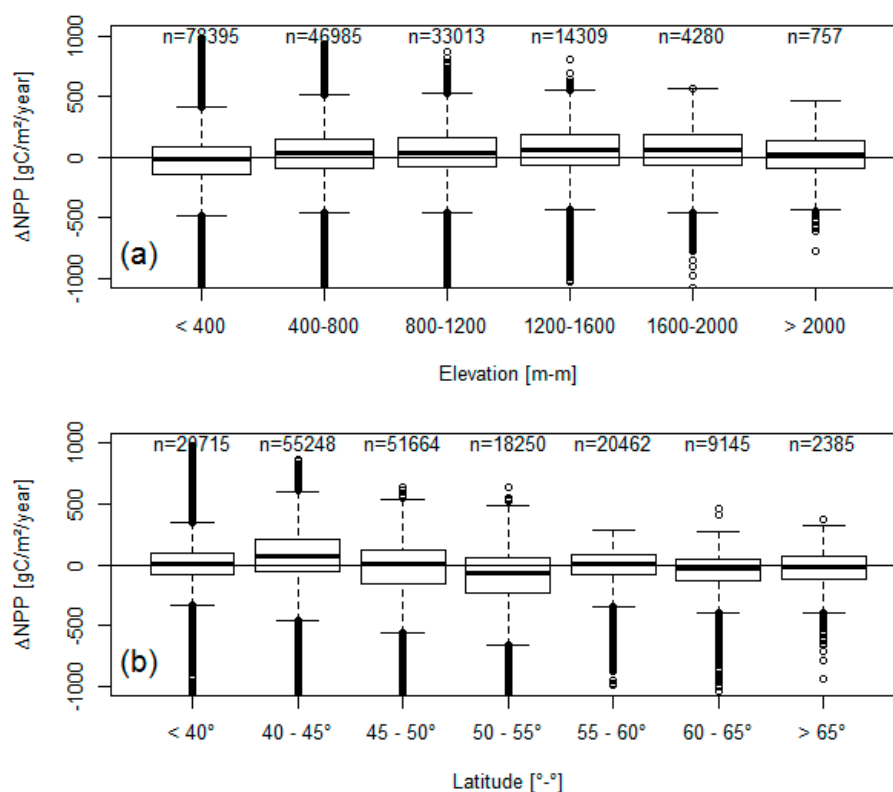 n=78395 n=46985 n=33013 n=14309 n=4280 n=757
1000
500
0
-500
-1000
ΔNPP [gC/m²/year]
(a)
< 400 400-800 800-1200 1200-1600 1600-2000 > 2000
Elevation [m-m]
n=20715 n=55248 n=51664 n=18250 n=20462 n=9145 n=2385
1000
500
0
-500
-1000
ΔNPP [gC/m²/year]
(b)
< 40° 40 - 45° 45 - 50° 50 - 55° 55 - 60° 60 - 65° > 65°
Latitude [°-°]